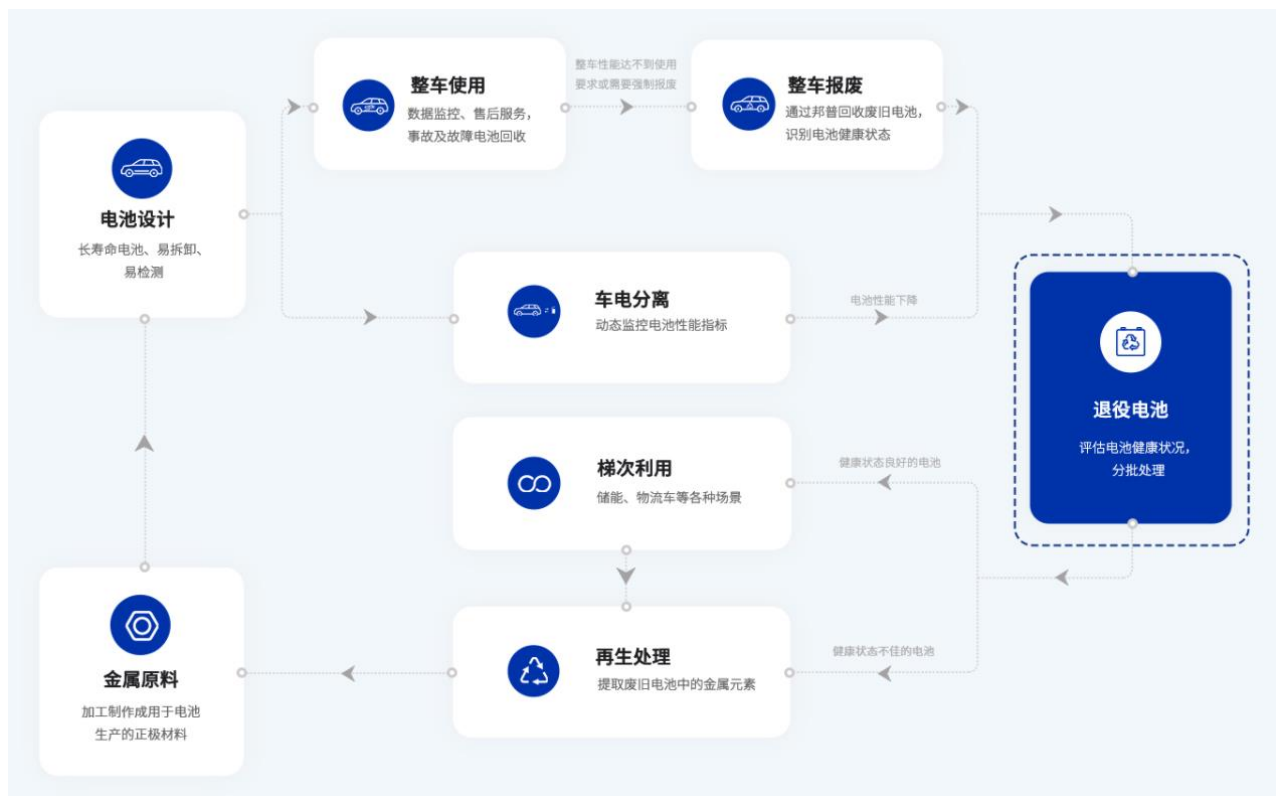 整车使用
数据监控、售后服务，
事故及故障电池回收
整车性能达不到使用
要求或需要强制报废
整车报废
通过邦普回收废旧电池，
识别电池健康状态
电池设计
长寿命电池、易拆卸、
易检测
车电分离
动态监控电池性能指标
电池性能下降
退役电池
评估电池健康状况，
分批处理
梯次利用
储能、物流车等各种场景
健康状态良好的电池
再生处理
提取废旧电池中的金属元素
健康状态不佳的电池
金属原料
加工制作成用于电池
生产的正极材料